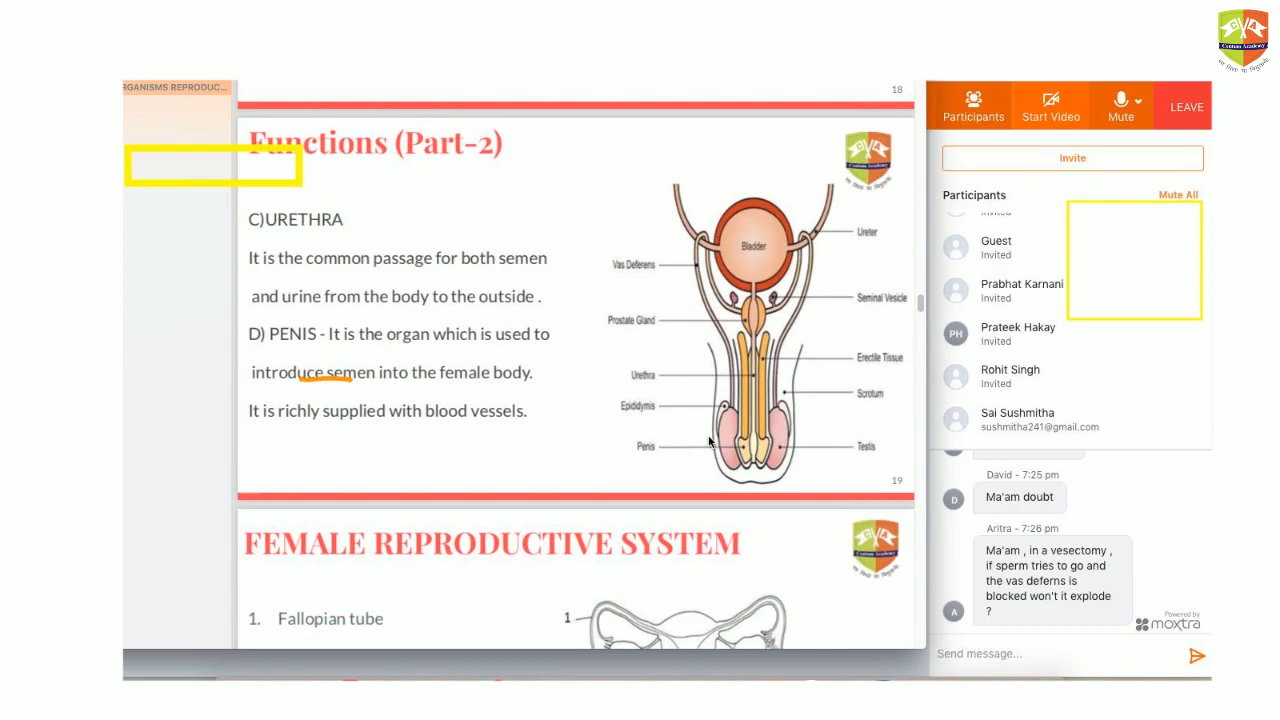 Contum Academy
RGANISMS REPRODUC...
18
Functions (Part-2)
C)URETHRA
It is the common passage for both semen
and urine from the body to the outside .
D) PENIS - It is the organ which is used to
introduce semen into the female body.
It is richly supplied with blood vessels.
Bladder
Ureter
Vas Deferens
Seminal Vesicle
Prostate Gland
Erectile Tissue
Urethra
Scrotum
Epididymis
Penis
Testis
19
FEMALE REPRODUCTIVE SYSTEM
1. Fallopian tube
1
Participants
Start Video
Mute
LEAVE
Invite
Participants
Mute All
Invited
Guest
Invited
Prabhat Karnani
Invited
PH
Prateek Hakay
Invited
Rohit Singh
Invited
Sai Sushmitha
sushmitha241@gmail.com
David - 7:25 pm
D
Ma'am doubt
Aritra - 7:26 pm
Ma'am , in a vesectomy ,
if sperm tries to go and
the vas deferns is
blocked won't it explode
?
A
Powered by
moxtra
Send message...